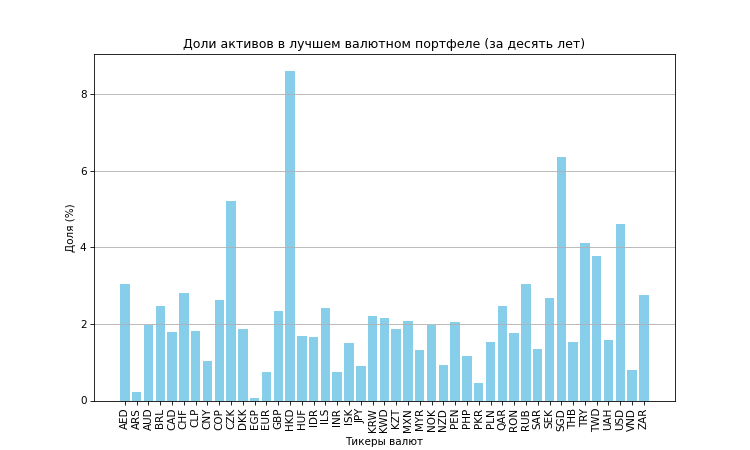 Доли активов в лучшем валютном портфеле (за десять лет)
Доля (%)
8
6
4
2
0
AED ARS AUD BRL CAD CHF CLP CNY COP CZK DKK EGP EUR GBP HKD HUF IDR ILS INR ISK JPY KRW KWD KZT MXN MYR NOK NZD PEN PHP PKR PLN QAR RON RUB SAR SEK SGD THB TRY TWD UAH USD VND ZAR
Тикеры валют